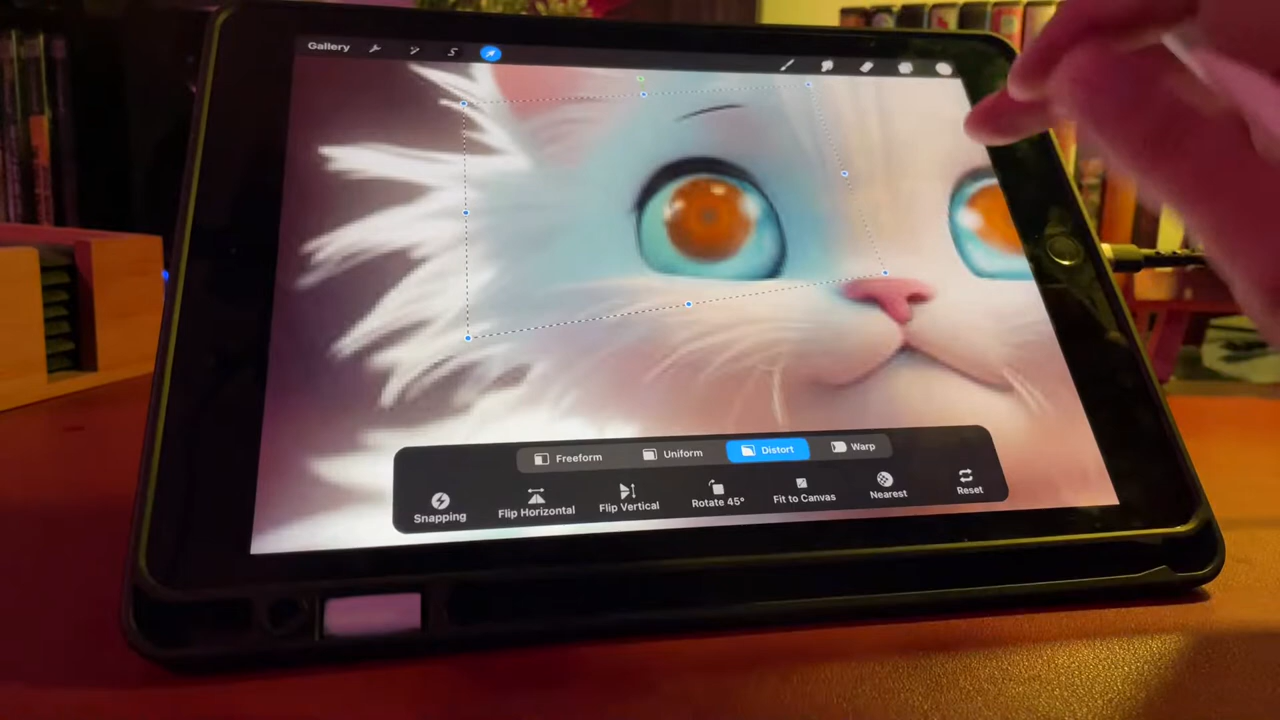 Gallery
Freeform Uniform Distort Warp
Snapping Flip Horizontal Flip Vertical Rotate 45° Fit to Canvas Nearest Reset